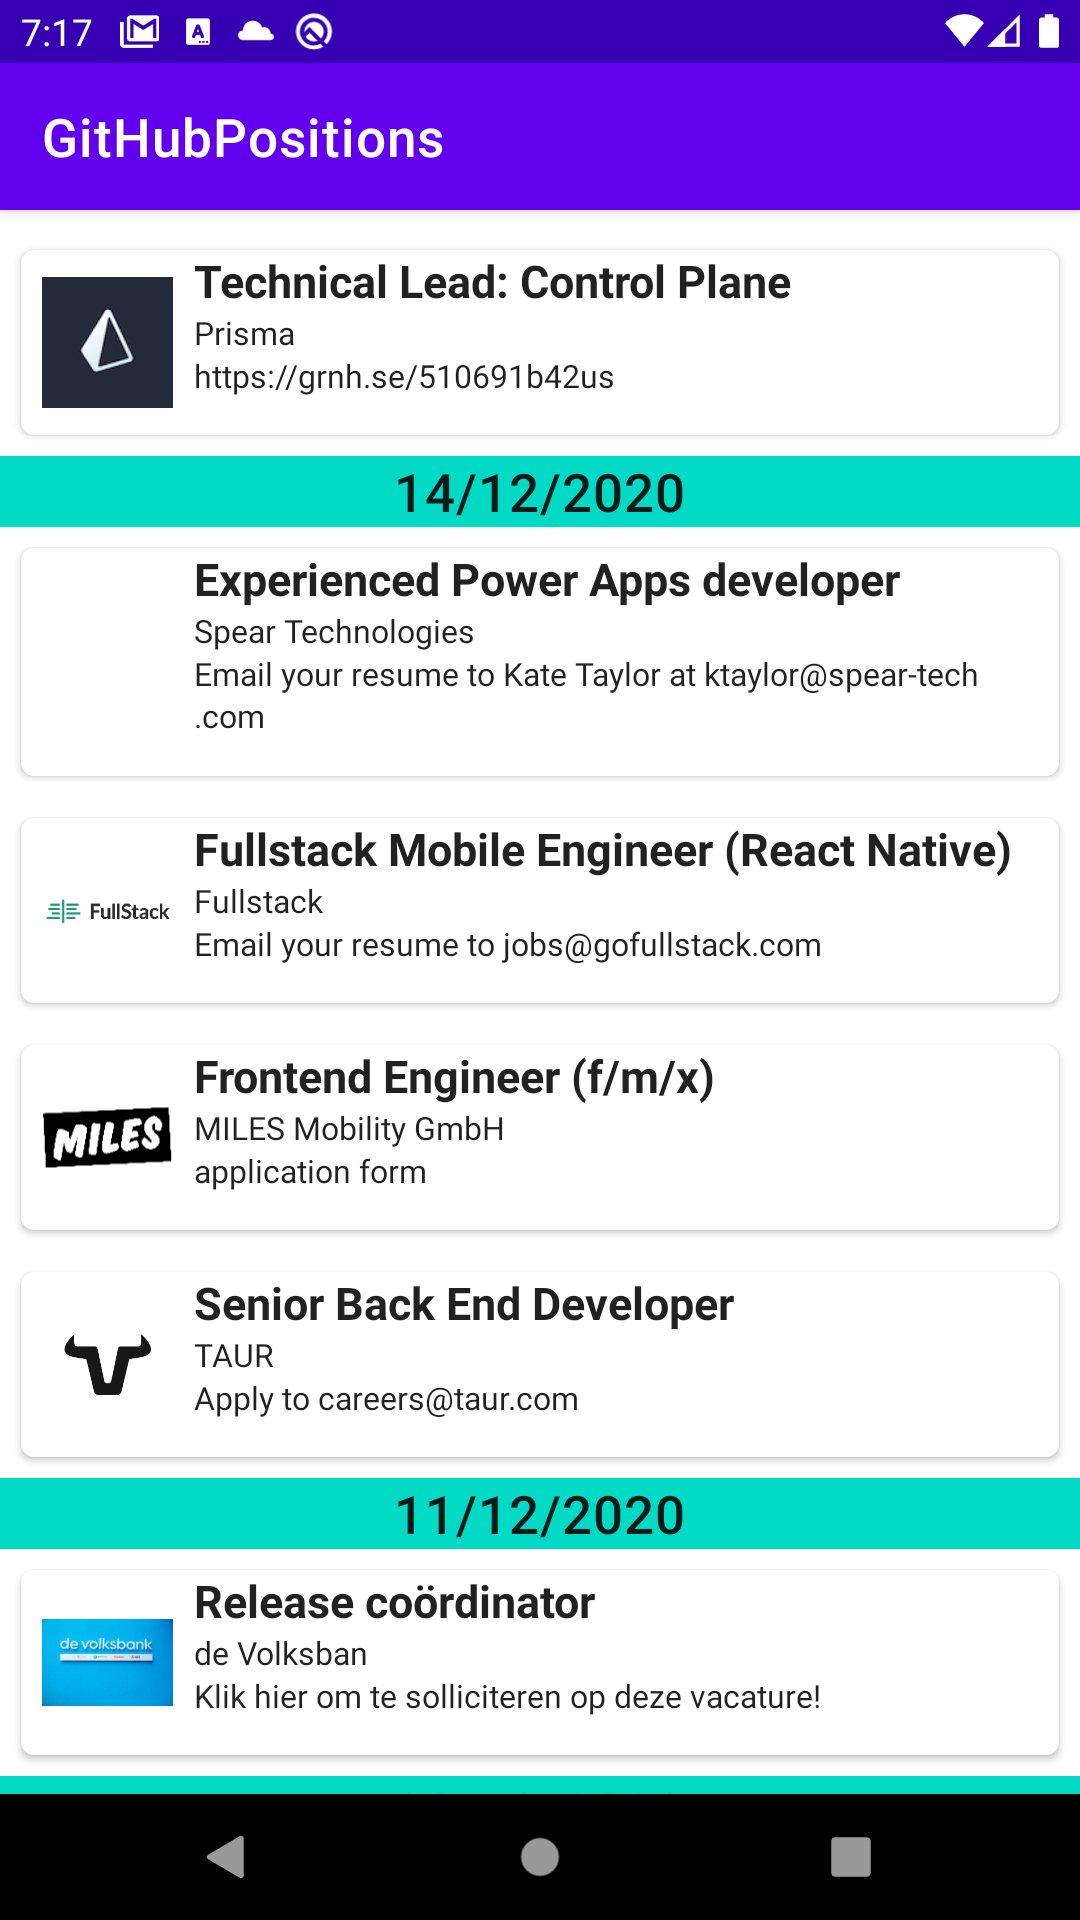 7:17
GitHubPositions
Technical Lead: Control Plane
Prisma
https://grnh.se/510691b42us
14/12/2020
Experienced Power Apps developer
Spear Technologies
Email your resume to Kate Taylor at ktaylor@spear-tech
.com
Fullstack Mobile Engineer (React Native)
FullStack
Fullstack
Email your resume to jobs@gofullstack.com
Frontend Engineer (f/m/x)
MILES
MILES Mobility GmbH
application form
Senior Back End Developer
TAUR
Apply to careers@taur.com
11/12/2020
Release coördinator
de volksbank
de Volksban
Klik hier om te solliciteren op deze vacature!